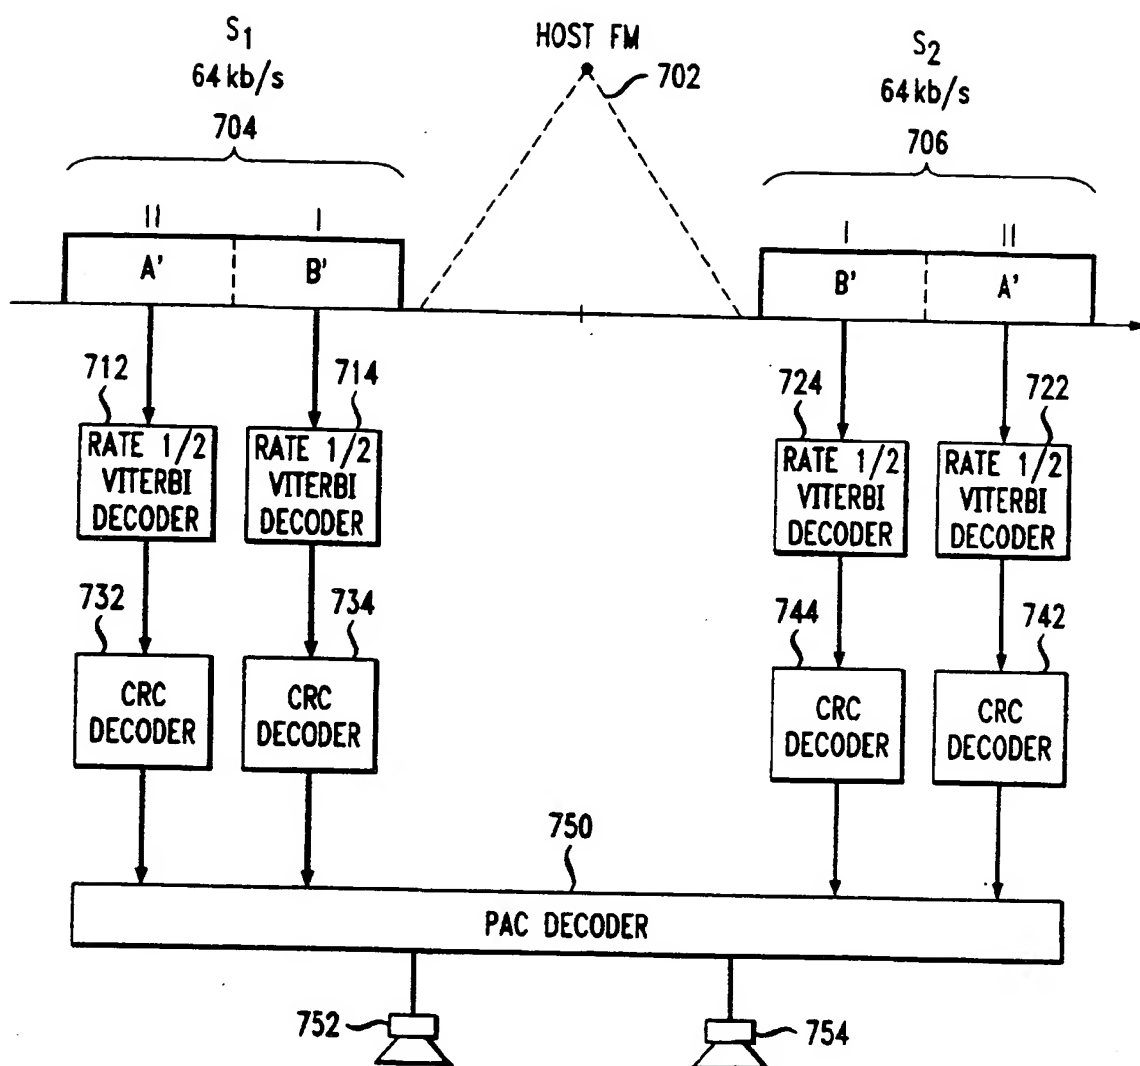 S1
64 kb/s
704
HOST FM
702
S2
64 kb/s
706
II
I
I
II
A'
B'
B'
A'
712
714
724
722
RATE 1/2
VITERBI
DECODER
RATE 1/2
VITERBI
DECODER
RATE 1/2
VITERBI
DECODER
RATE 1/2
VITERBI
DECODER
732
734
744
742
CRC
DECODER
CRC
DECODER
CRC
DECODER
CRC
DECODER
750
PAC DECODER
752
754